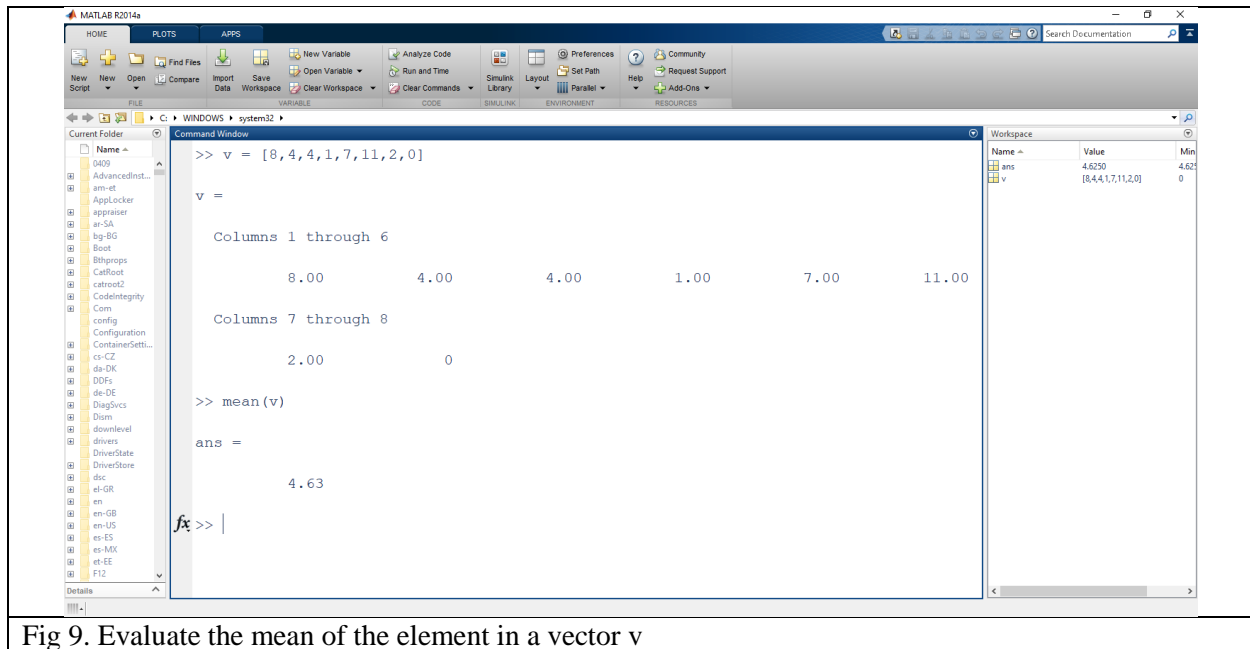 MATLAB R2014a
HOME PLOTS APPS
Search Documentation
New Script
New
Open
Find Files
Compare
Import Data
Save Workspace
New Variable
Open Variable
Clear Workspace
Analyze Code
Run and Time
Clear Commands
Simulink Library
Layout
Preferences
Set Path
Parallel
Help
Community
Request Support
Add-Ons
FILE VARIABLE CODE SIMULINK ENVIRONMENT RESOURCES
C: WINDOWS system32
Current Folder
Name
0409
AdvancedInst...
am-et
AppLocker
appraiser
ar-SA
bg-BG
Boot
Bthprops
CatRoot
catroot2
CodeIntegrity
Com
config
Configuration
ContainerSetti...
cs-CZ
da-DK
DDFs
de-DE
DiagSvcs
Dism
downlevel
drivers
DriverState
DriverStore
dsc
el-GR
en
en-GB
en-US
es-ES
es-MX
et-EE
F12
Details
Command Window
>> v = [8,4,4,1,7,11,2,0]
v =
Columns 1 through 6
8.00 4.00 4.00 1.00 7.00 11.00
Columns 7 through 8
2.00 0
>> mean(v)
ans =
4.63
fx >>
Workspace
Name Value Min
ans 4.6250 4.625
v [8,4,4,1,7,11,2,0] 0
Fig 9. Evaluate the mean of the element in a vector v